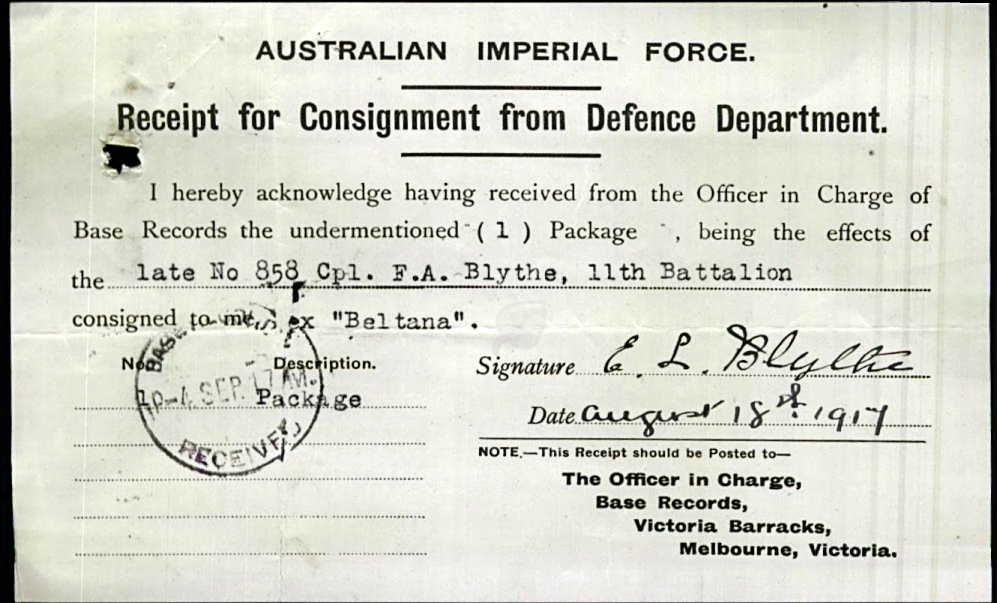 AUSTRALIAN IMPERIAL FORCE.
Receipt for Consignment from Defence Department.
I hereby acknowledge having received from the Officer in Charge of
Base Records the undermentioned ( 1 ) Package , being the effects of
the late No 858 Cpl. F.A. Blythe, 11th Battalion
consigned to me, ex "Beltana".
No. Description.
1 Package
BASE
4 SEP. 17 AM.
RECEIVED
Signature E. L. Blythe
Date August 18th 1917
NOTE.—This Receipt should be Posted to—
The Officer in Charge,
Base Records,
Victoria Barracks,
Melbourne, Victoria.